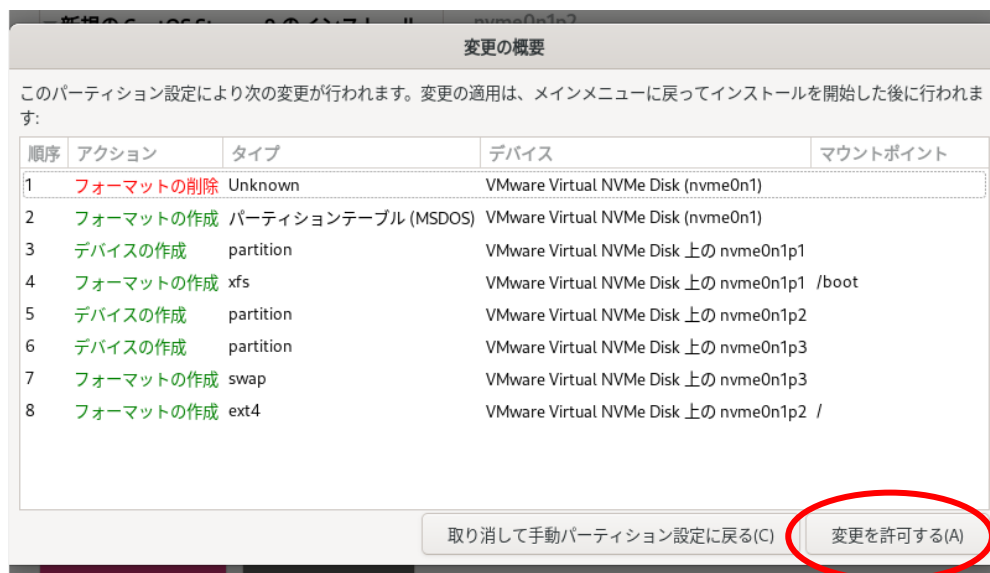 変更の概要
このパーティション設定により次の変更が行われます。変更の適用は、メインメニューに戻ってインストールを開始した後に行われま
す:
順序 アクション タイプ デバイス マウントポイント
1 フォーマットの削除 Unknown VMware Virtual NVMe Disk (nvme0n1)
2 フォーマットの作成 パーティションテーブル (MSDOS) VMware Virtual NVMe Disk (nvme0n1)
3 デバイスの作成 partition VMware Virtual NVMe Disk 上の nvme0n1p1
4 フォーマットの作成 xfs VMware Virtual NVMe Disk 上の nvme0n1p1 /boot
5 デバイスの作成 partition VMware Virtual NVMe Disk 上の nvme0n1p2
6 デバイスの作成 partition VMware Virtual NVMe Disk 上の nvme0n1p3
7 フォーマットの作成 swap VMware Virtual NVMe Disk 上の nvme0n1p3
8 フォーマットの作成 ext4 VMware Virtual NVMe Disk 上の nvme0n1p2 /
取り消して手動パーティション設定に戻る(C) 変更を許可する(A)